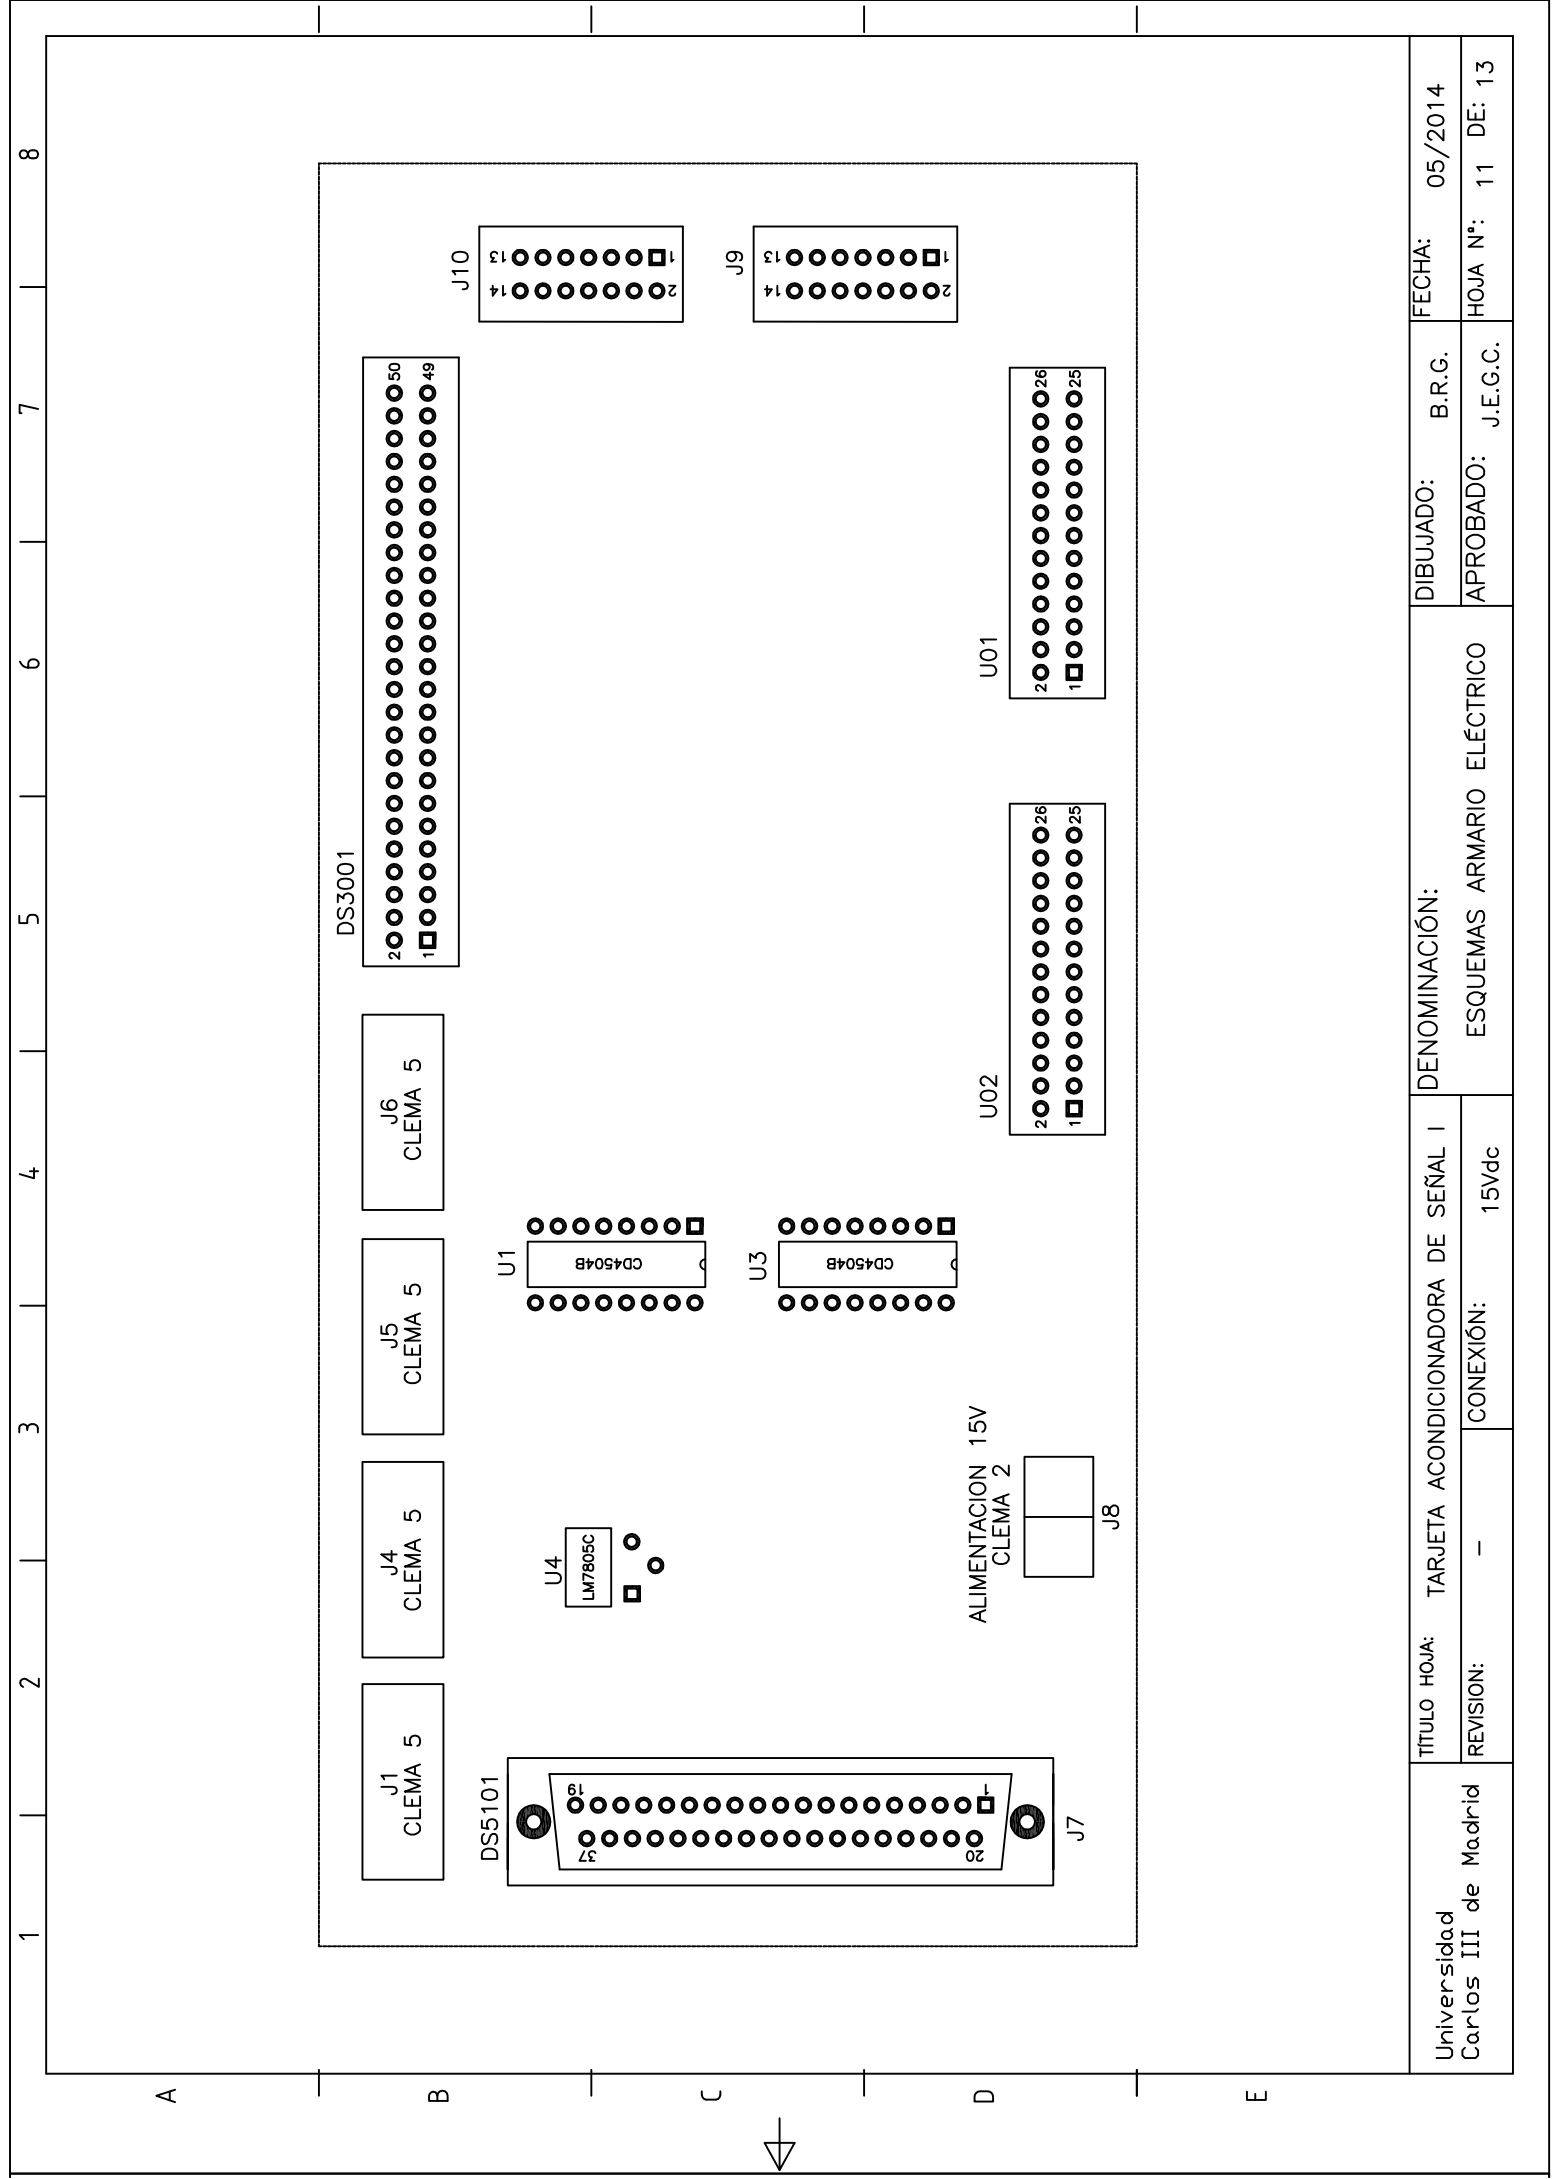 1 2 3 4 5 6 7 8
A
B
C
D
E
J1
CLEMA 5
J4
CLEMA 5
J5
CLEMA 5
J6
CLEMA 5
DS3001
2 50
1 49
DS5101
19
1
37
20
J7
U4
LM7805C
U1
CD4504B
U3
CD4504B
J10
13
1
14
2
J9
13
1
14
2
ALIMENTACION 15V
CLEMA 2
J8
U02
2 26
1 25
U01
2 26
1 25
Universidad
Carlos III de Madrid
TÍTULO HOJA: TARJETA ACONDICIONADORA DE SEÑAL I
REVISION: -
CONEXIÓN: 15Vdc
DENOMINACIÓN:
ESQUEMAS ARMARIO ELÉCTRICO
DIBUJADO: B.R.G.
APROBADO: J.E.G.C.
FECHA: 05/2014
HOJA Nº: 11 DE: 13